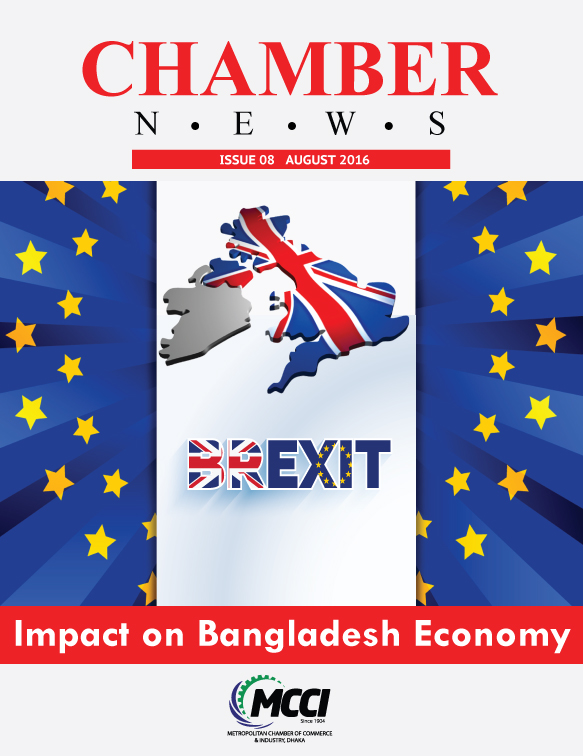 CHAMBER
N • E • W • S
ISSUE 08 AUGUST 2016
BREXIT
Impact on Bangladesh Economy
MCCI
Since 1904
METROPOLITAN CHAMBER OF COMMERCE
& INDUSTRY, DHAKA